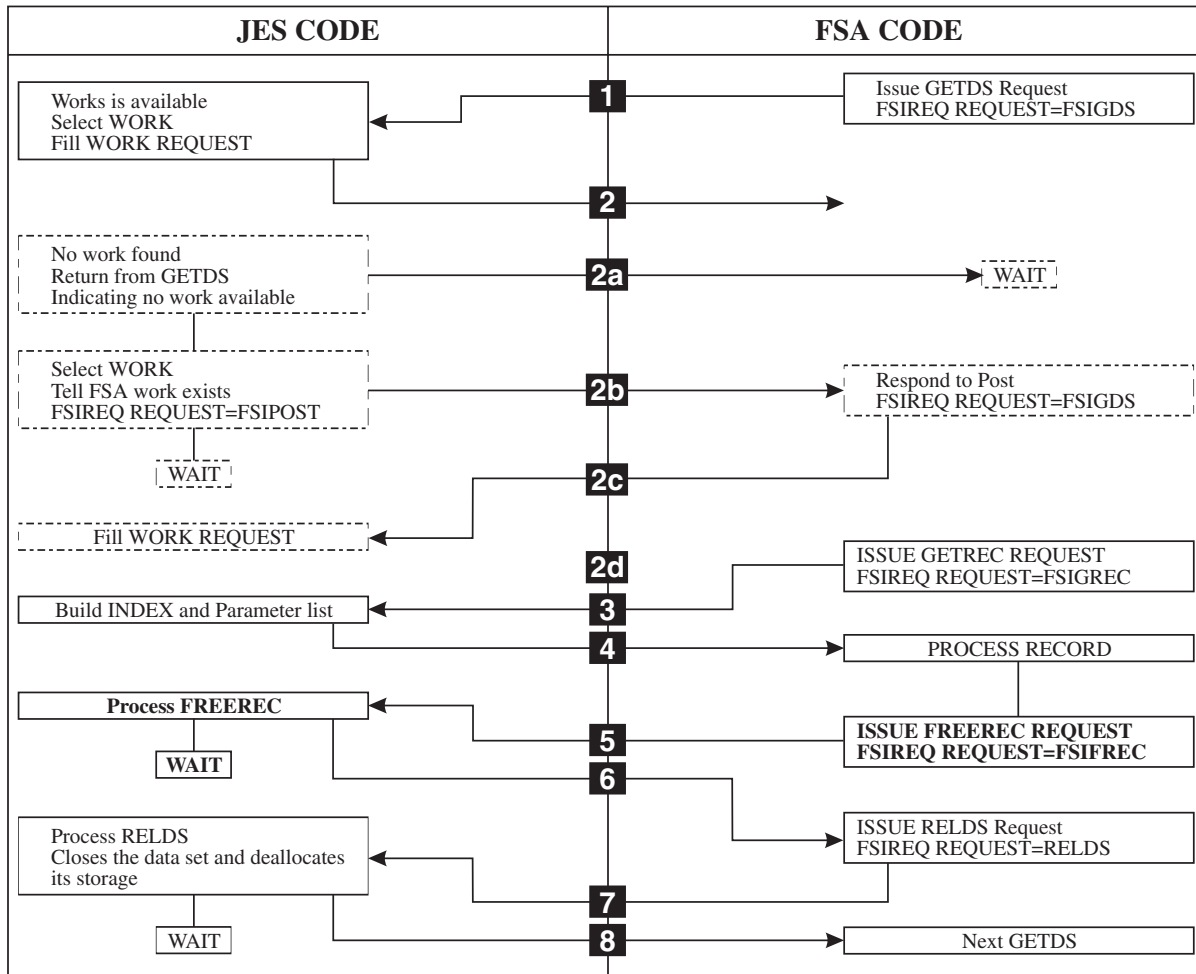 JES CODE
FSA CODE
1
Issue GETDS Request
FSIREQ REQUEST=FSIGDS
Works is available
Select WORK
Fill WORK REQUEST
2
No work found
Return from GETDS
Indicating no work available
2a
WAIT
Select WORK
Tell FSA work exists
FSIREQ REQUEST=FSIPOST
2b
Respond to Post
FSIREQ REQUEST=FSIGDS
WAIT
2c
Fill WORK REQUEST
2d
ISSUE GETREC REQUEST
FSIREQ REQUEST=FSIGREC
Build INDEX and Parameter list
3
4
PROCESS RECORD
Process FREEREC
5
ISSUE FREEREC REQUEST
FSIREQ REQUEST=FSIFREC
WAIT
6
Process RELDS
Closes the data set and deallocates
its storage
ISSUE RELDS Request
FSIREQ REQUEST=RELDS
7
WAIT
8
Next GETDS